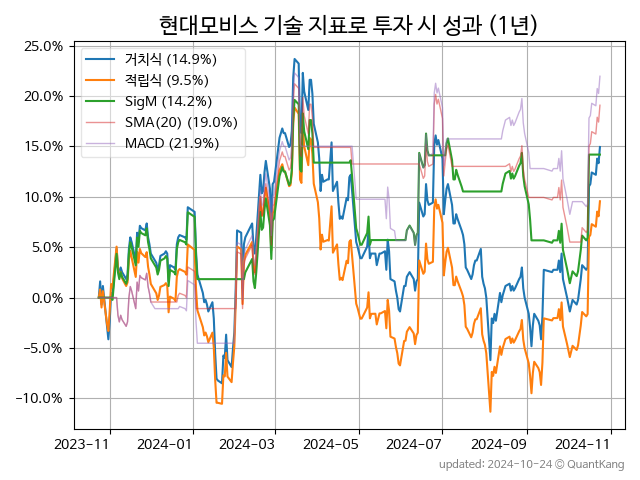 현대모비스 기술 지표로 투자 시 성과 (1년)
25.0%
20.0%
15.0%
10.0%
5.0%
0.0%
-5.0%
-10.0%
거치식 (14.9%)
적립식 (9.5%)
SigM (14.2%)
SMA(20) (19.0%)
MACD (21.9%)
2023-11 2024-01 2024-03 2024-05 2024-07 2024-09 2024-11
updated: 2024-10-24 © QuantKang